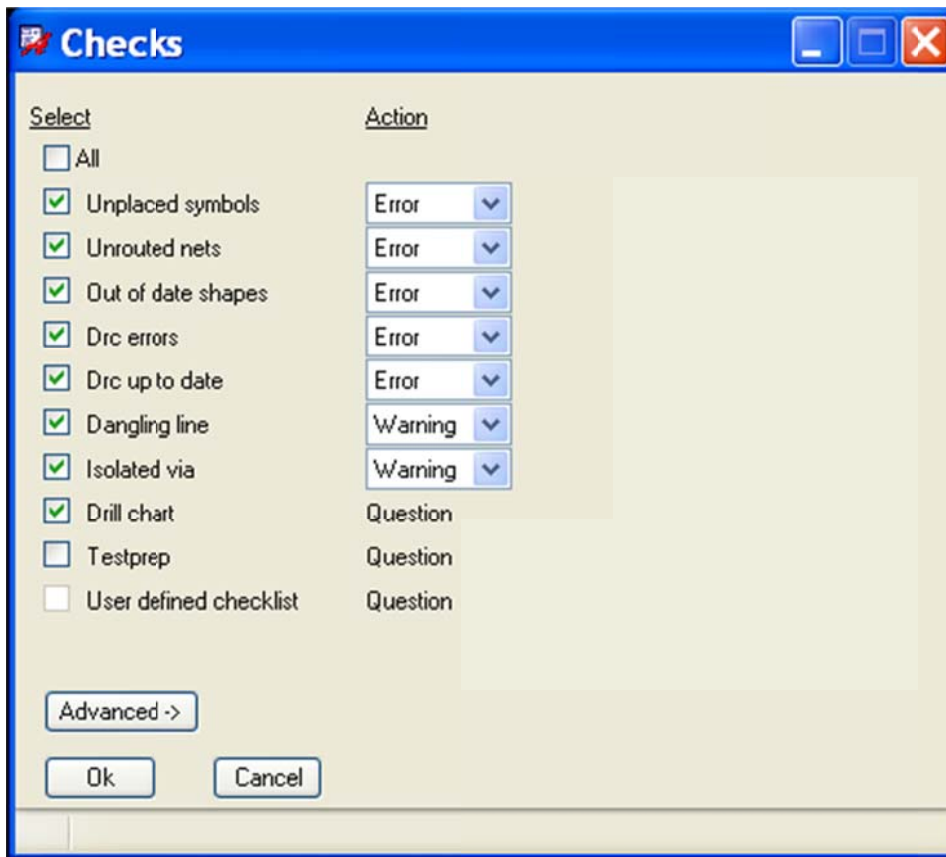 Checks
Select Action
All
Unplaced symbols Error
Unrouted nets Error
Out of date shapes Error
Drc errors Error
Drc up to date Error
Dangling line Warning
Isolated via Warning
Drill chart Question
Testprep Question
User defined checklist Question
Advanced ->
Ok Cancel